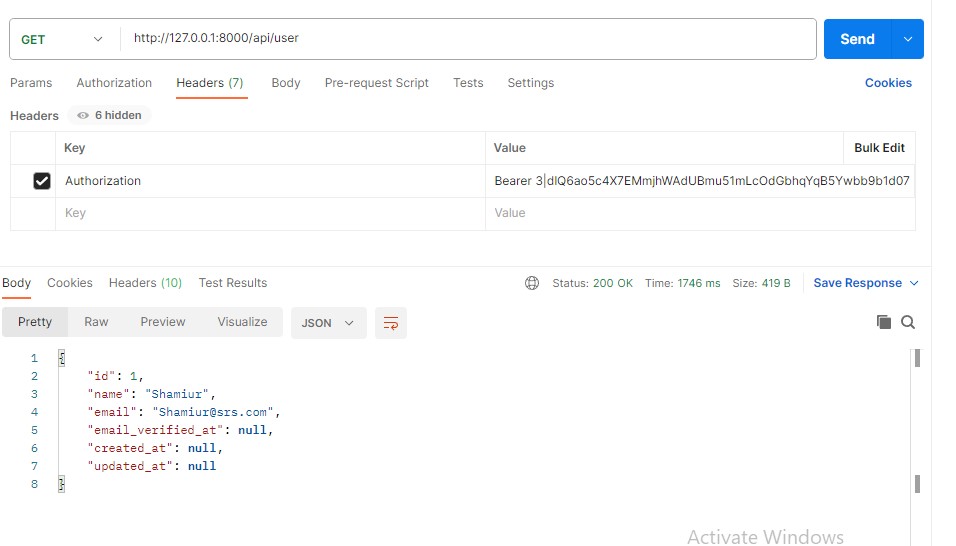 GET http://127.0.0.1:8000/api/user Send
Params Authorization Headers (7) Body Pre-request Script Tests Settings Cookies
Headers 6 hidden
Key Value Bulk Edit
Authorization Bearer 3|dlQ6ao5c4X7EMmjhWAdUBmu51mLcOdGbhqYqB5Ywbb9b1d07
Key Value
Body Cookies Headers (10) Test Results Status: 200 OK Time: 1746 ms Size: 419 B Save Response
Pretty Raw Preview Visualize JSON
1 {
2 "id": 1,
3 "name": "Shamiur",
4 "email": "Shamiur@srs.com",
5 "email_verified_at": null,
6 "created_at": null,
7 "updated_at": null
8 }
Activate Windows